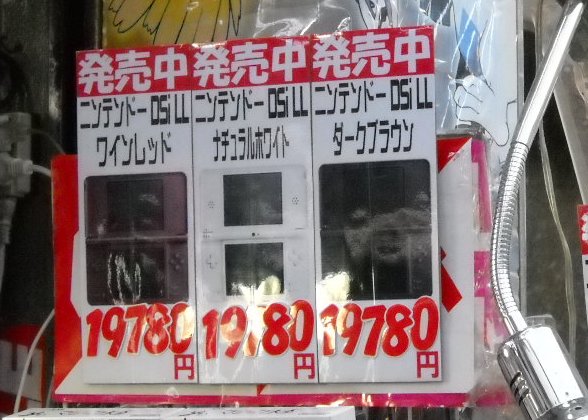 発売中
ニンテンドーDSi LL
ワインレッド
19780
円
発売中
ニンテンドーDSi LL
ナチュラルホワイト
19780
円
発売中
ニンテンドーDSi LL
ダークブラウン
19780
円